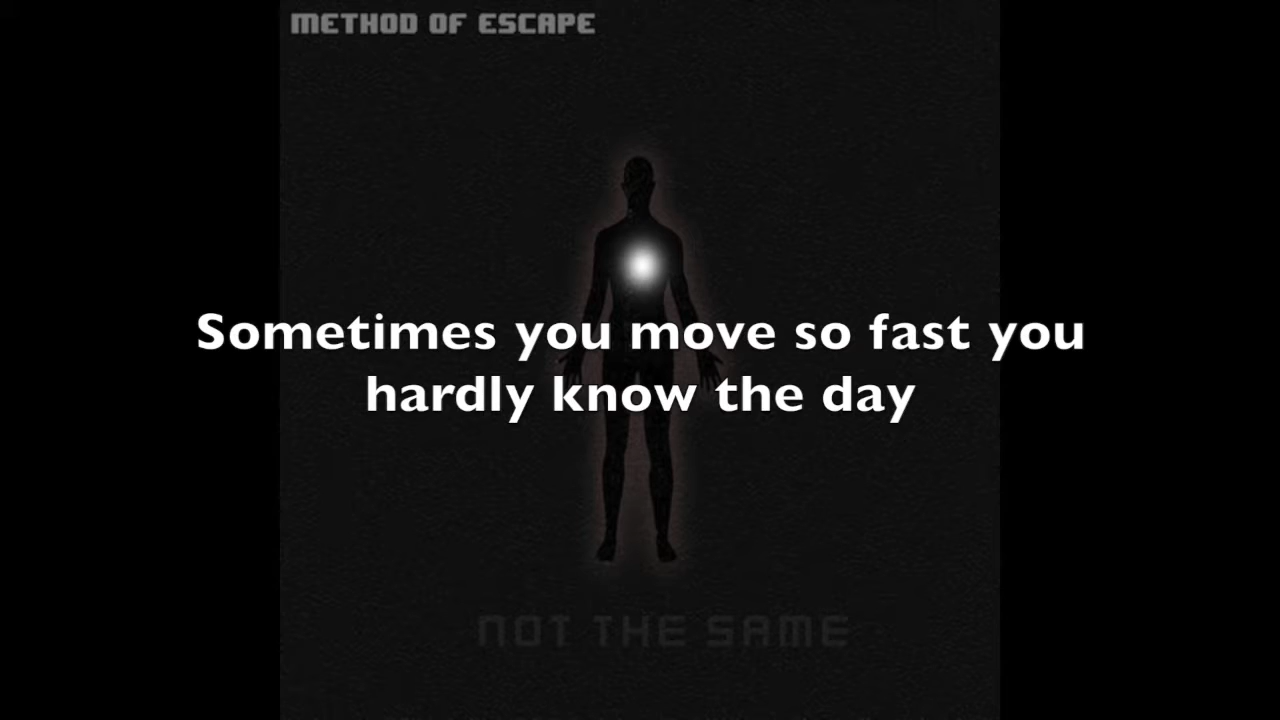 METHOD OF ESCAPE
Sometimes you move so fast you
hardly know the day
NOT THE SAME